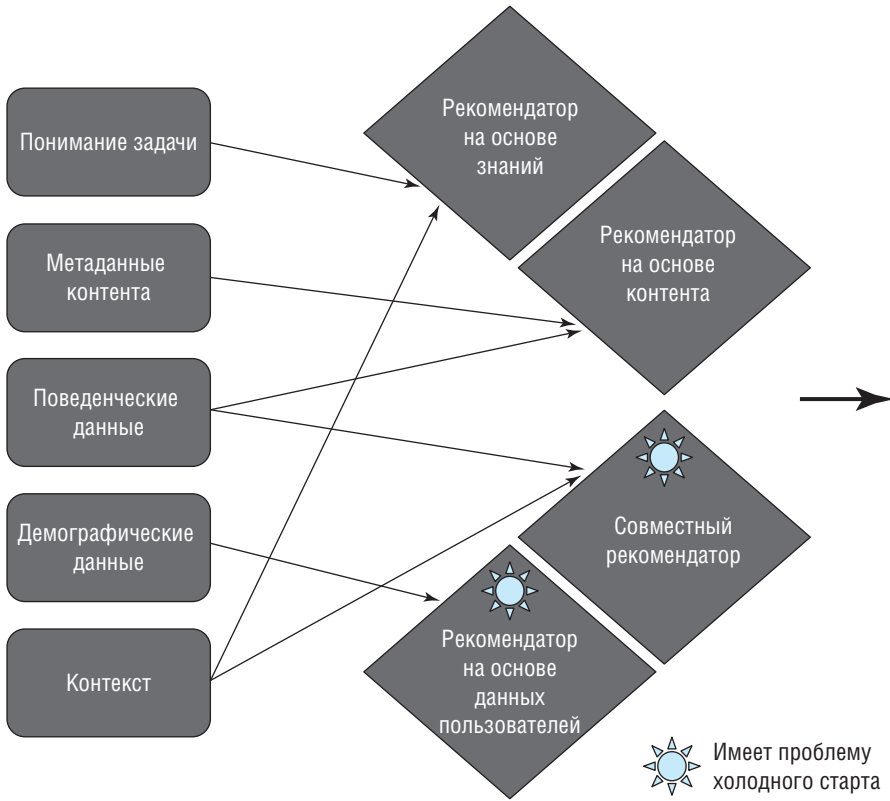 Понимание задачи
Метаданные
контента
Поведенческие
данные
Демографические
данные
Контекст
Рекомендатор
на основе
знаний
Рекомендатор
на основе
контента
Совместный
рекомендатор
Рекомендатор
на основе
данных
пользователей
Имеет проблему
холодного старта